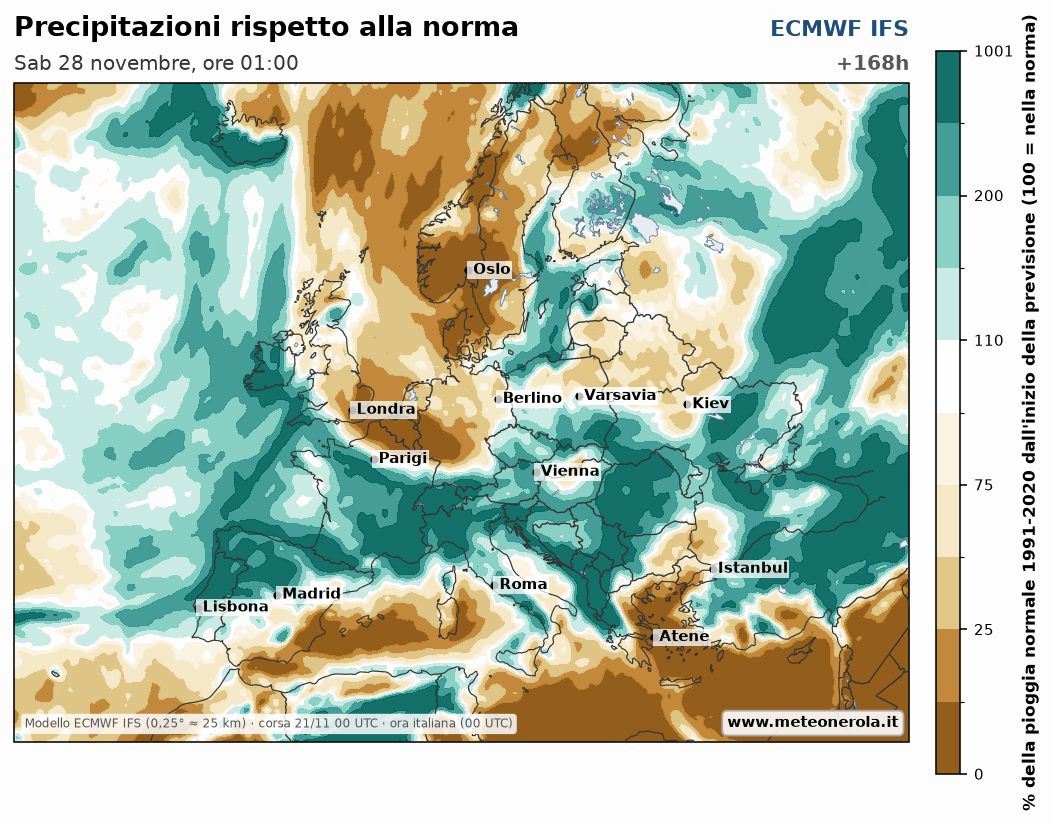 Precipitazioni rispetto alla norma
ECMWF IFS
Sab 28 novembre, ore 01:00
+168h
Oslo
Londra
Berlino
Varsavia
Kiev
Parigi
Vienna
Istanbul
Roma
Madrid
Lisbona
Atene
Modello ECMWF IFS (0,25° ≈ 25 km) · corsa 21/11 00 UTC · ora italiana (00 UTC)
www.meteonerola.it
1001
200
110
75
25
0
% della pioggia normale 1991-2020 dall'inizio della previsione (100 = nella norma)